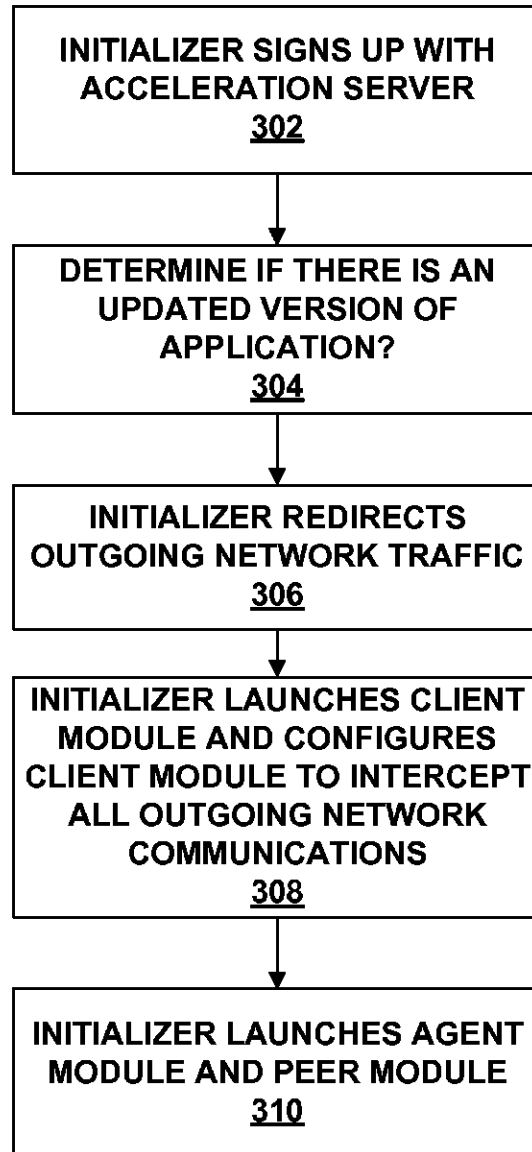 INITIALIZER SIGNS UP WITH
ACCELERATION SERVER
302
DETERMINE IF THERE IS AN
UPDATED VERSION OF
APPLICATION?
304
INITIALIZER REDIRECTS
OUTGOING NETWORK TRAFFIC
306
INITIALIZER LAUNCHES CLIENT
MODULE AND CONFIGURES
CLIENT MODULE TO INTERCEPT
ALL OUTGOING NETWORK
COMMUNICATIONS
308
INITIALIZER LAUNCHES AGENT
MODULE AND PEER MODULE
310